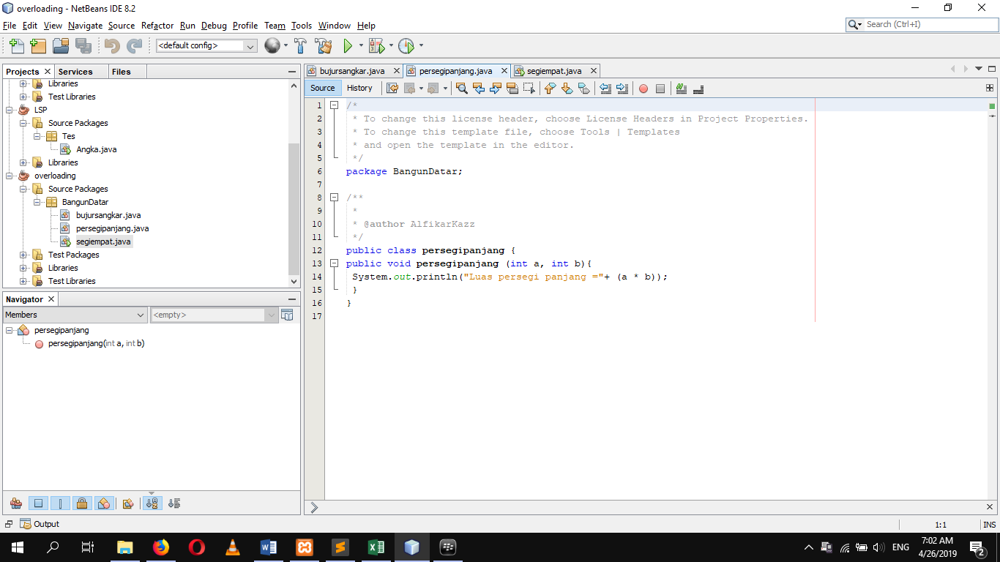 overloading - NetBeans IDE 8.2
File Edit View Navigate Source Refactor Run Debug Profile Team Tools Window Help
Search (Ctrl+I)
<default config>
Projects Services Files
Libraries
Test Libraries
LSP
Source Packages
Tes
Angka.java
Libraries
overloading
Source Packages
BangunDatar
bujursangkar.java
persegipanjang.java
segiempat.java
Test Packages
Libraries
Test Libraries
Navigator
Members <empty>
persegipanjang
persegipanjang(int a, int b)
bujursangkar.java persegipanjang.java segiempat.java
Source History
1 /*
2 * To change this license header, choose License Headers in Project Properties.
3 * To change this template file, choose Tools | Templates
4 * and open the template in the editor.
5 */
6 package BangunDatar;
7
8 /**
9 *
10 * @author AlfikarKazz
11 */
12 public class persegipanjang {
13 public void persegipanjang (int a, int b){
14 System.out.println("Luas persegi panjang ="+ (a * b));
15 }
16 }
17
Output
1:1 INS
ENG
7:02 AM
4/26/2019
2